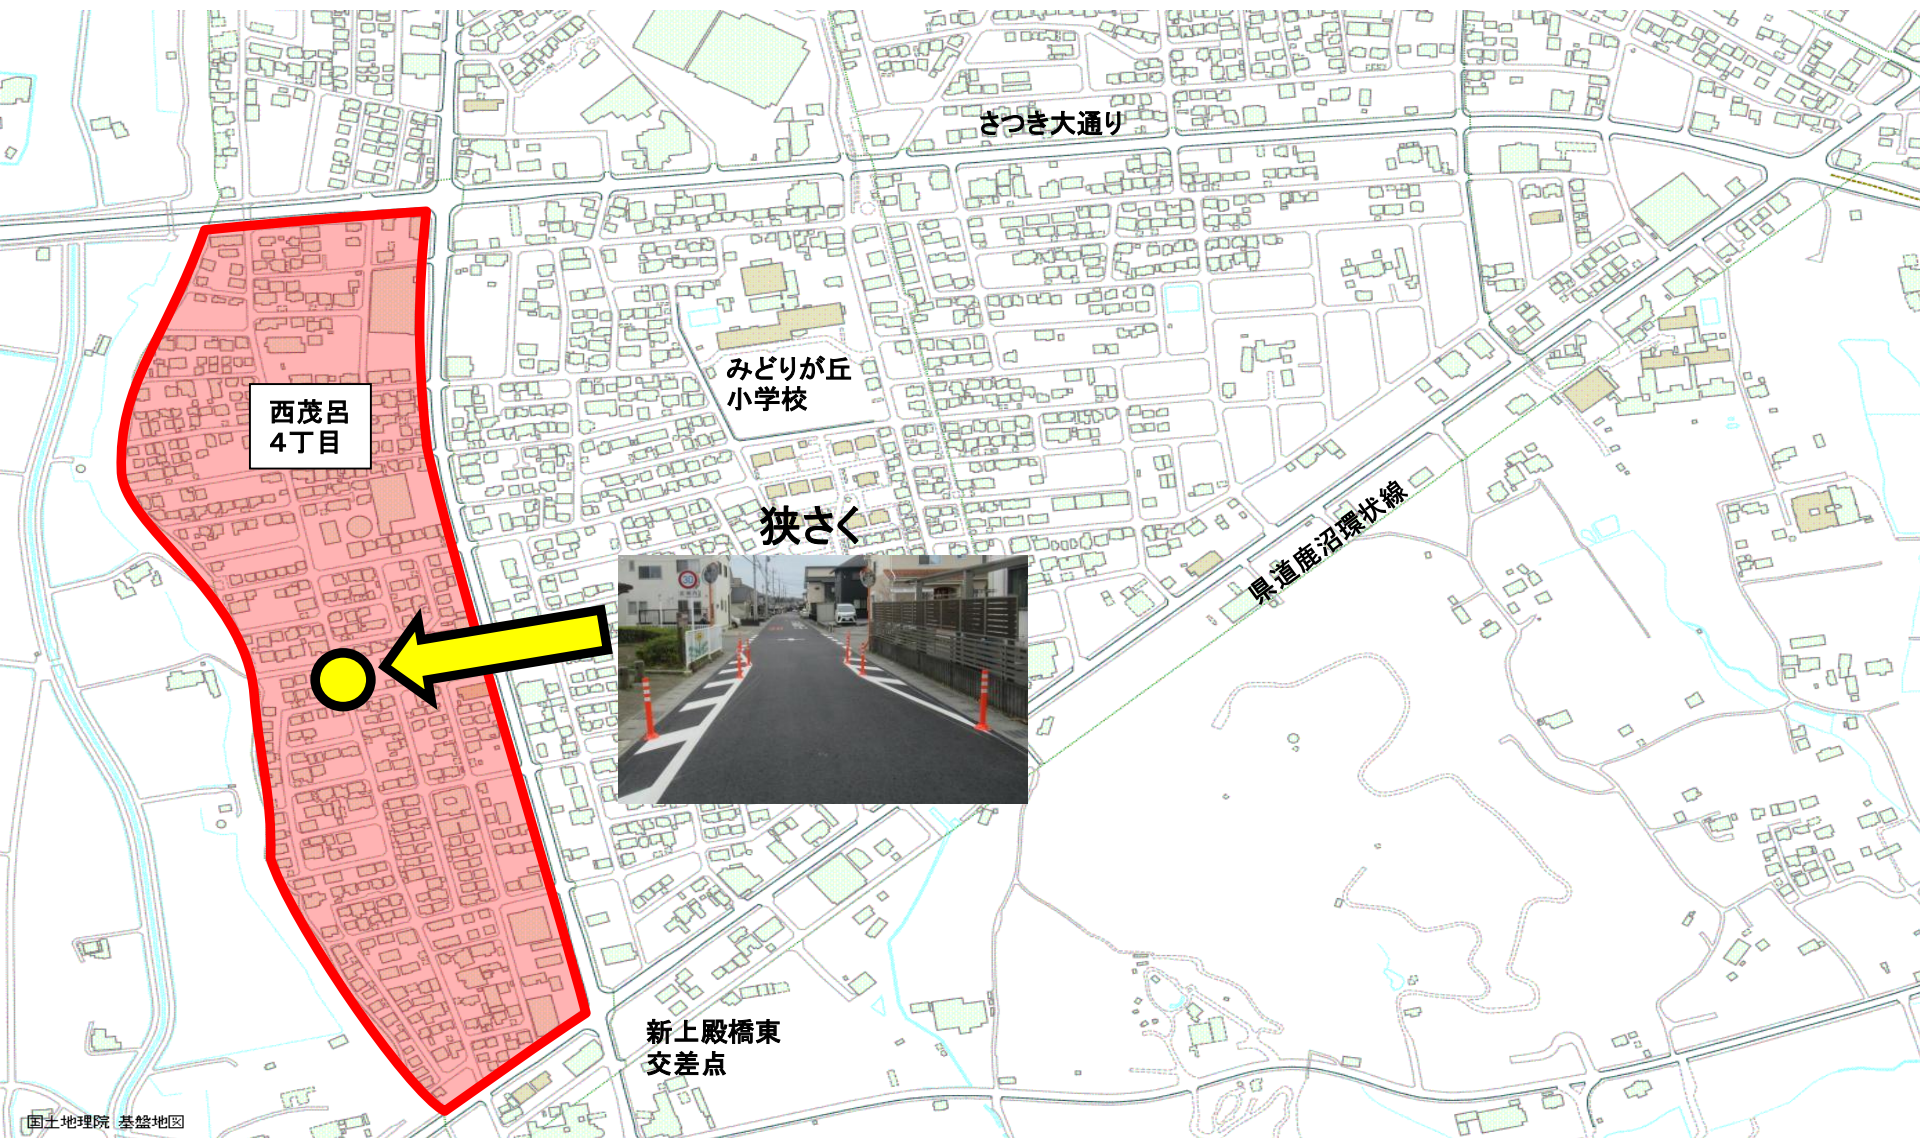 さつき大通り
みどりが丘
小学校
西茂呂
４丁目
狭さく
県道鹿沼環状線
30
新上殿橋東
交差点
国土地理院 基盤地図